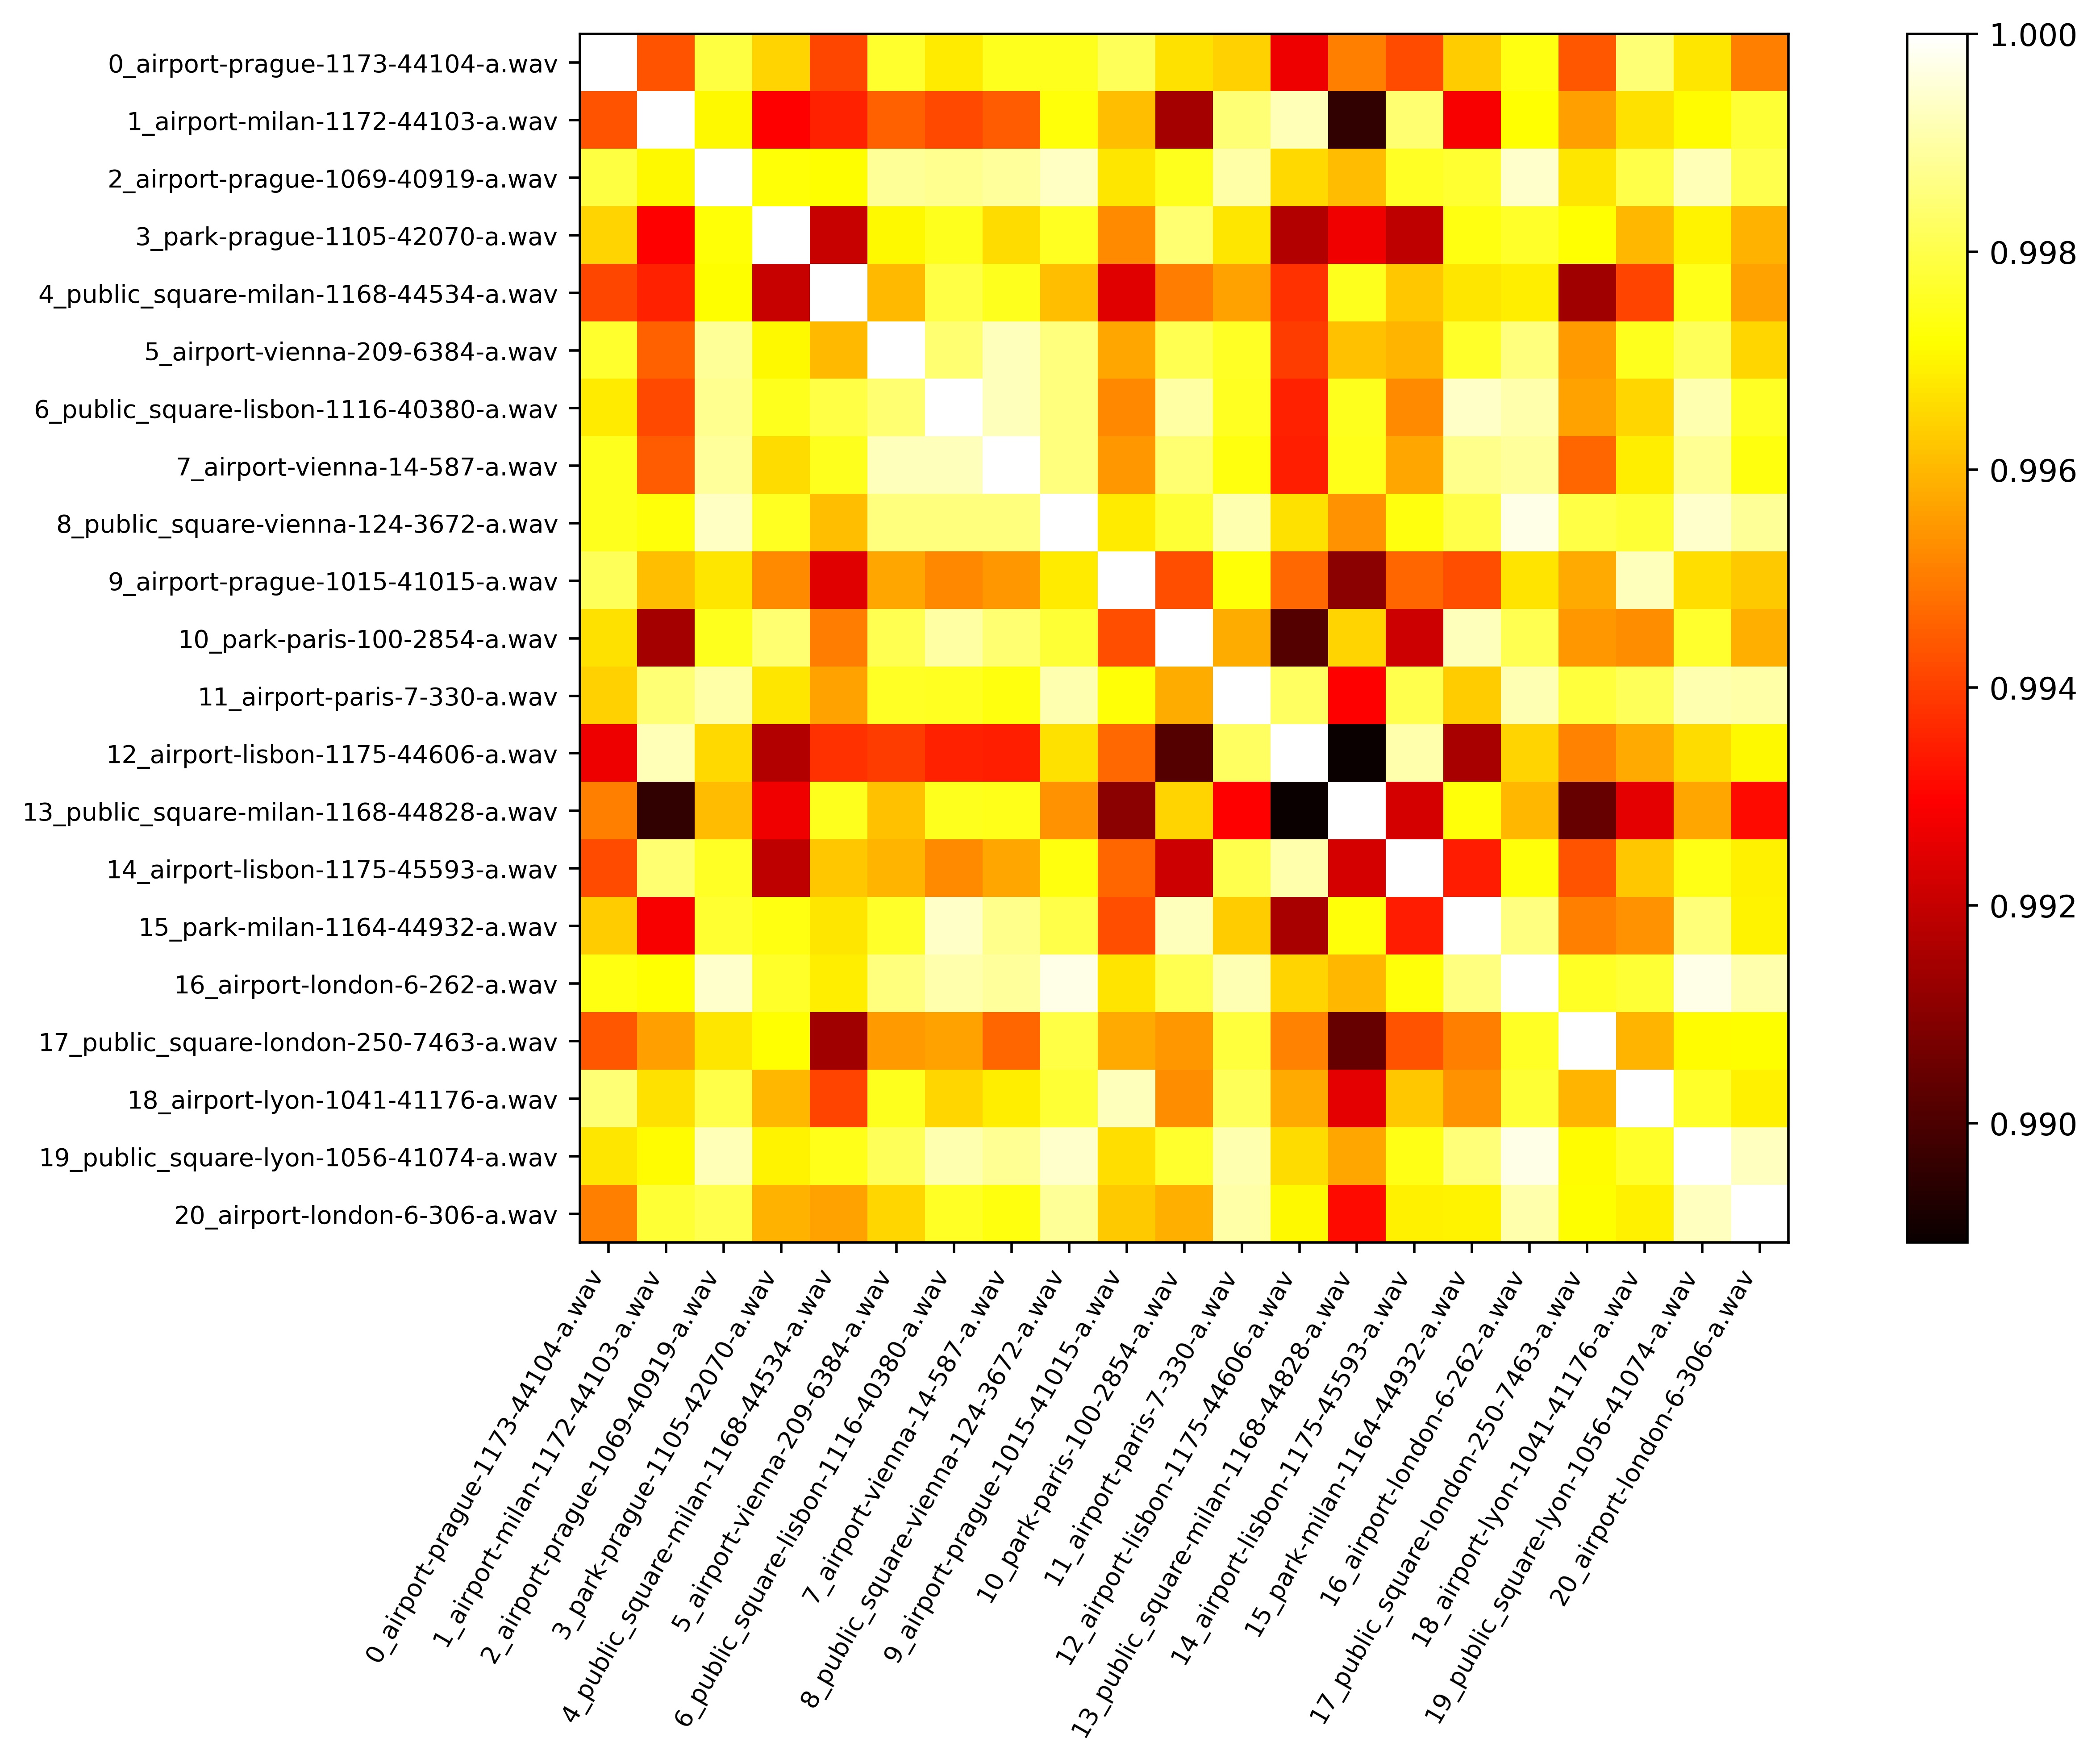 0_airport-prague-1173-44104-a.wav
1_airport-milan-1172-44103-a.wav
2_airport-prague-1069-40919-a.wav
3_park-prague-1105-42070-a.wav
4_public_square-milan-1168-44534-a.wav
5_airport-vienna-209-6384-a.wav
6_public_square-lisbon-1116-40380-a.wav
7_airport-vienna-14-587-a.wav
8_public_square-vienna-124-3672-a.wav
9_airport-prague-1015-41015-a.wav
10_park-paris-100-2854-a.wav
11_airport-paris-7-330-a.wav
12_airport-lisbon-1175-44606-a.wav
13_public_square-milan-1168-44828-a.wav
14_airport-lisbon-1175-45593-a.wav
15_park-milan-1164-44932-a.wav
16_airport-london-6-262-a.wav
17_public_square-london-250-7463-a.wav
18_airport-lyon-1041-41176-a.wav
19_public_square-lyon-1056-41074-a.wav
20_airport-london-6-306-a.wav
0_airport-prague-1173-44104-a.wav
1_airport-milan-1172-44103-a.wav
2_airport-prague-1069-40919-a.wav
3_park-prague-1105-42070-a.wav
4_public_square-milan-1168-44534-a.wav
5_airport-vienna-209-6384-a.wav
6_public_square-lisbon-1116-40380-a.wav
7_airport-vienna-14-587-a.wav
8_public_square-vienna-124-3672-a.wav
9_airport-prague-1015-41015-a.wav
10_park-paris-100-2854-a.wav
11_airport-paris-7-330-a.wav
12_airport-lisbon-1175-44606-a.wav
13_public_square-milan-1168-44828-a.wav
14_airport-lisbon-1175-45593-a.wav
15_park-milan-1164-44932-a.wav
16_airport-london-6-262-a.wav
17_public_square-london-250-7463-a.wav
18_airport-lyon-1041-41176-a.wav
19_public_square-lyon-1056-41074-a.wav
20_airport-london-6-306-a.wav
1.000
0.998
0.996
0.994
0.992
0.990